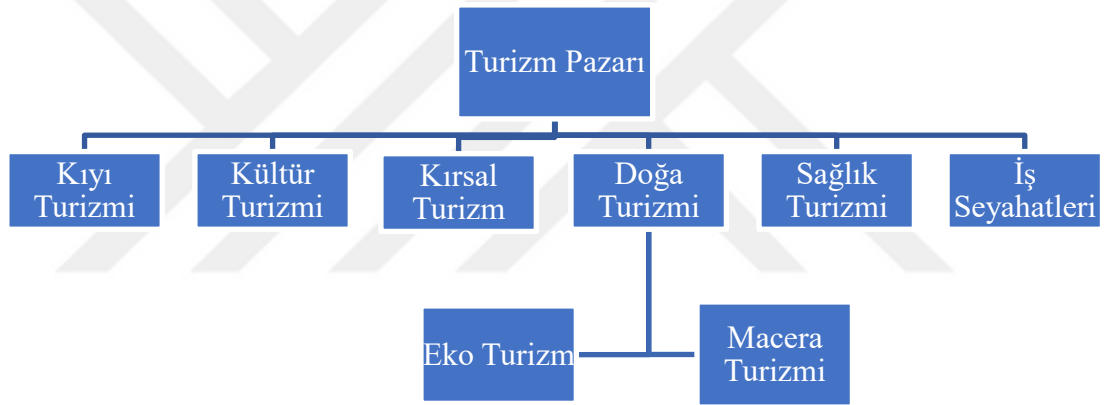 Turizm Pazarı
Kıyı
Turizmi
Kültür
Turizmi
Kırsal
Turizm
Doğa
Turizmi
Sağlık
Turizmi
İş
Seyahatleri
Eko Turizm
Macera
Turizmi